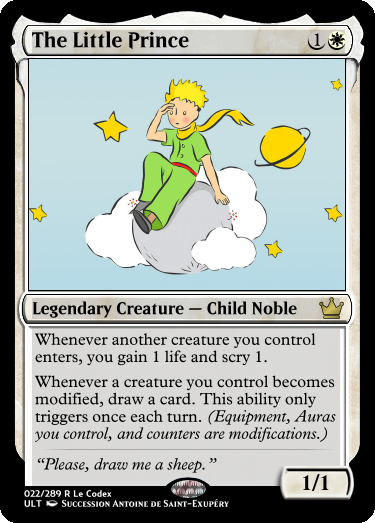 The Little Prince 1
Legendary Creature — Child Noble
Whenever another creature you control
enters, you gain 1 life and scry 1.
Whenever a creature you control becomes
modified, draw a card. This ability only
triggers once each turn. (Equipment, Auras
you control, and counters are modifications.)
“Please, draw me a sheep.”
1/1
022/289 R Le Codex
ULT Succession Antoine de Saint-Exupéry